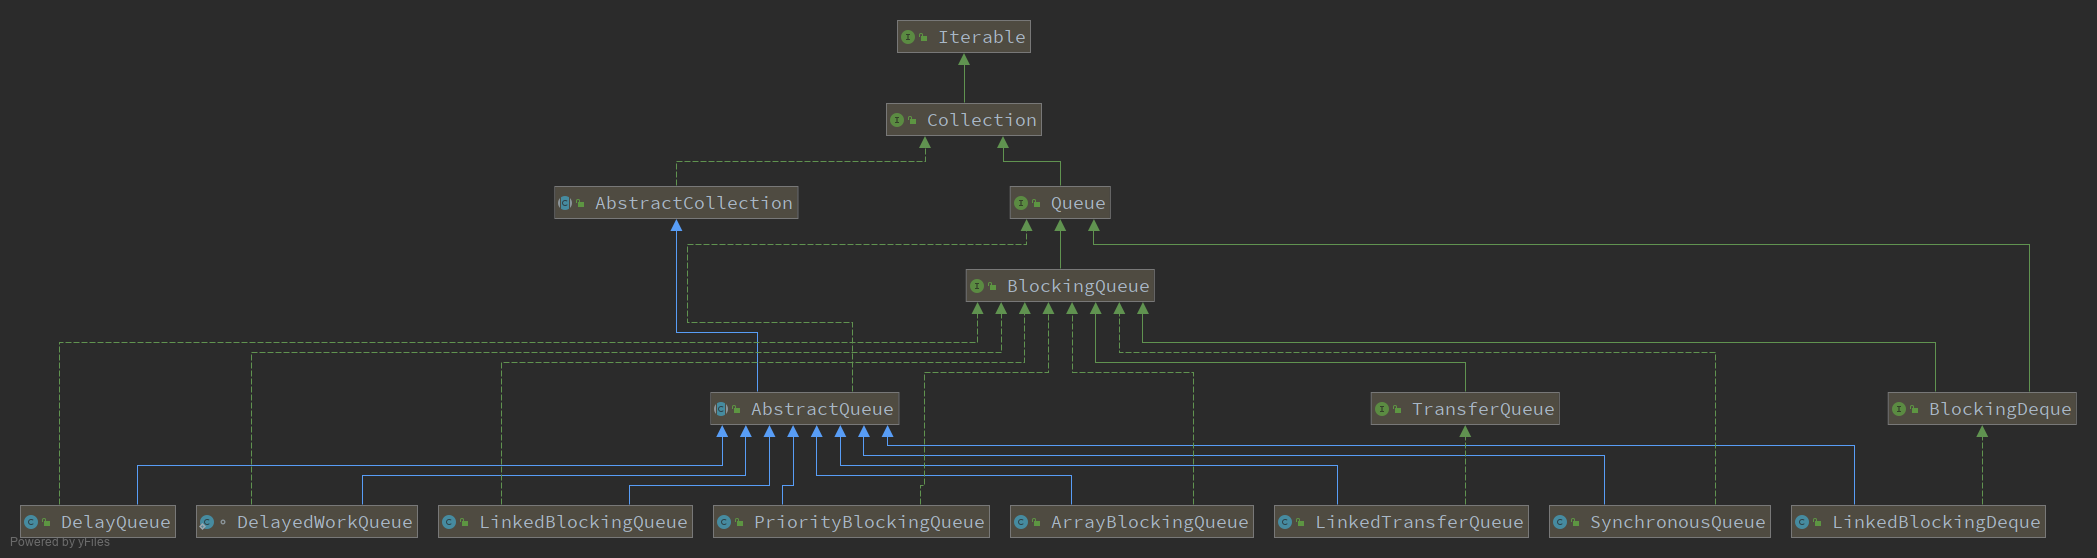 Iterable
Collection
AbstractCollection
Queue
BlockingQueue
AbstractQueue
TransferQueue
BlockingDeque
DelayQueue
DelayedWorkQueue
LinkedBlockingQueue
PriorityBlockingQueue
ArrayBlockingQueue
LinkedTransferQueue
SynchronousQueue
LinkedBlockingDeque
Powered by yFiles